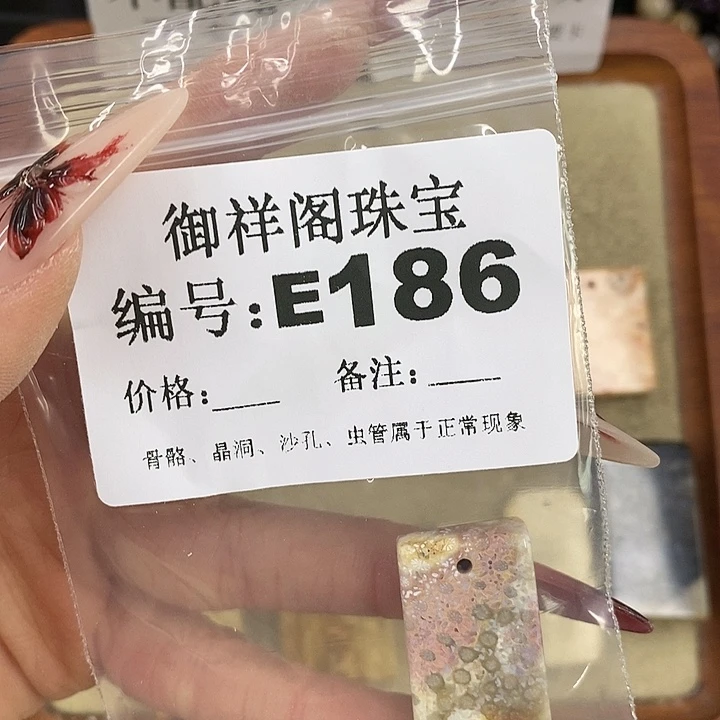 御祥阁珠宝
编号:E186
价格:____ 备注:____
骨骼、晶洞、沙孔、虫管属于正常现象